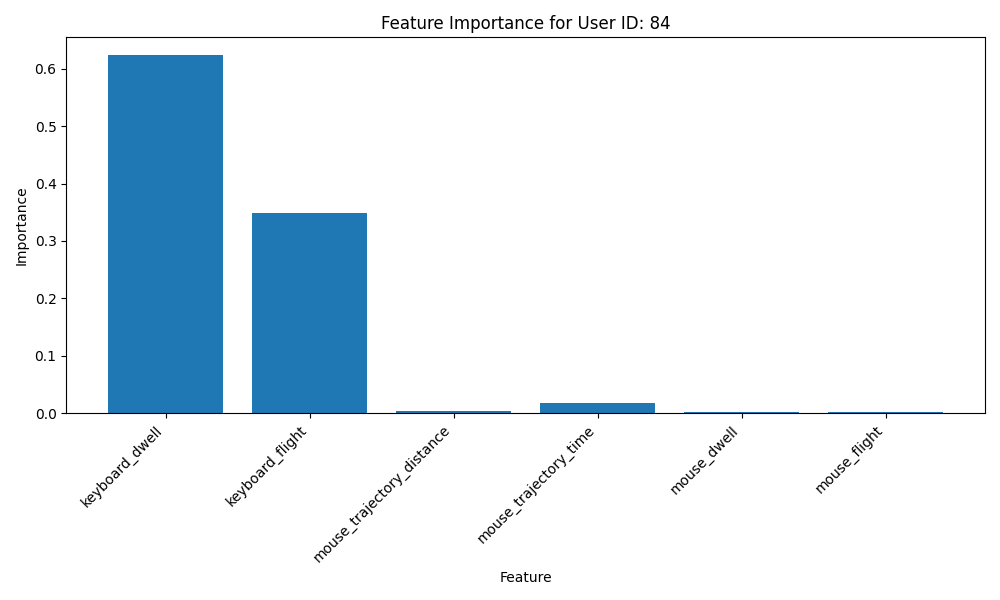 Feature Importance for User ID: 84
Importance
0.6
0.5
0.4
0.3
0.2
0.1
0.0
keyboard_dwell
keyboard_flight
mouse_trajectory_distance
mouse_trajectory_time
mouse_dwell
mouse_flight
Feature